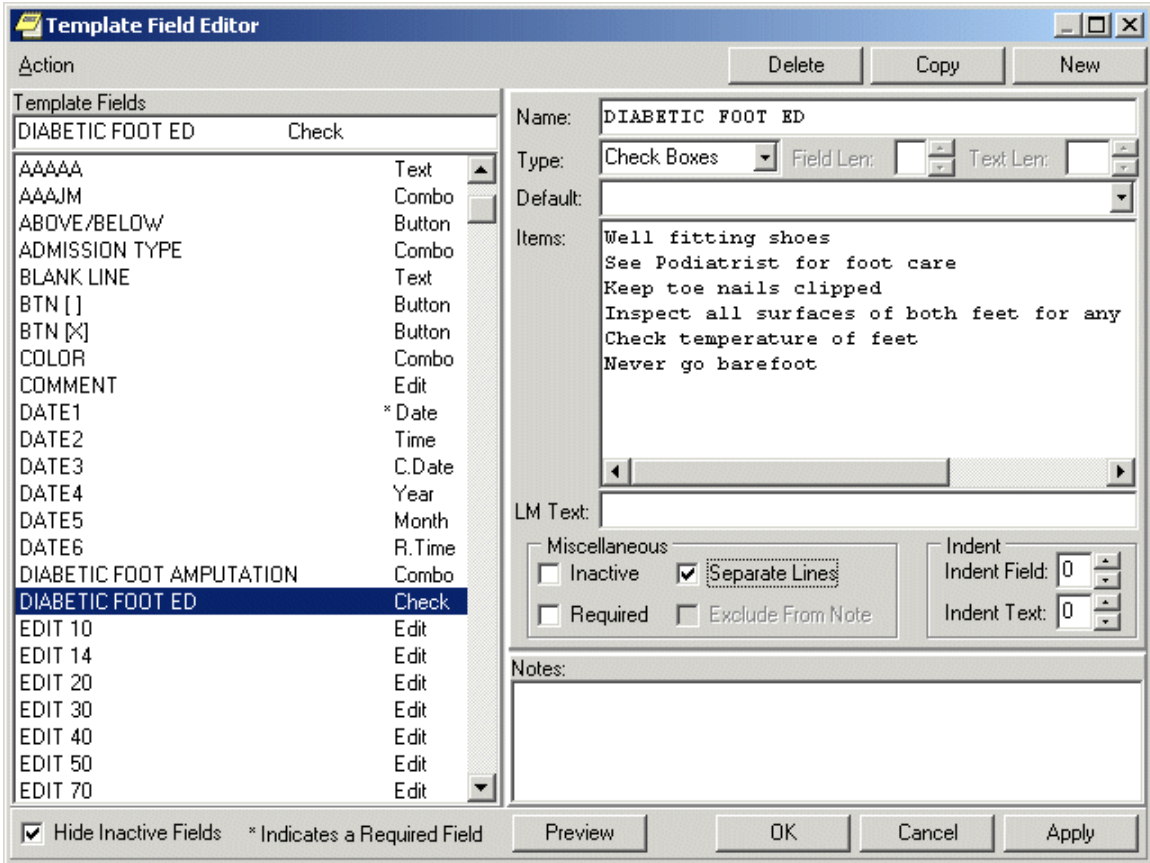 Template Field Editor
Action
Delete Copy New
Template Fields
DIABETIC FOOT ED Check
AAAAA Text
AAAJM Combo
ABOVE/BELOW Button
ADMISSION TYPE Combo
BLANK LINE Text
BTN [ ] Button
BTN [X] Button
COLOR Combo
COMMENT Edit
DATE1 * Date
DATE2 Time
DATE3 C.Date
DATE4 Year
DATE5 Month
DATE6 R.Time
DIABETIC FOOT AMPUTATION Combo
DIABETIC FOOT ED Check
EDIT 10 Edit
EDIT 14 Edit
EDIT 20 Edit
EDIT 30 Edit
EDIT 40 Edit
EDIT 50 Edit
EDIT 70 Edit
Hide Inactive Fields * Indicates a Required Field
Name: DIABETIC FOOT ED
Type: Check Boxes Field Len: Text Len:
Default:
Items: Well fitting shoes
See Podiatrist for foot care
Keep toe nails clipped
Inspect all surfaces of both feet for any
Check temperature of feet
Never go barefoot
LM Text:
Miscellaneous
Inactive Separate Lines
Required Exclude From Note
Indent
Indent Field: 0
Indent Text: 0
Notes:
Preview OK Cancel Apply